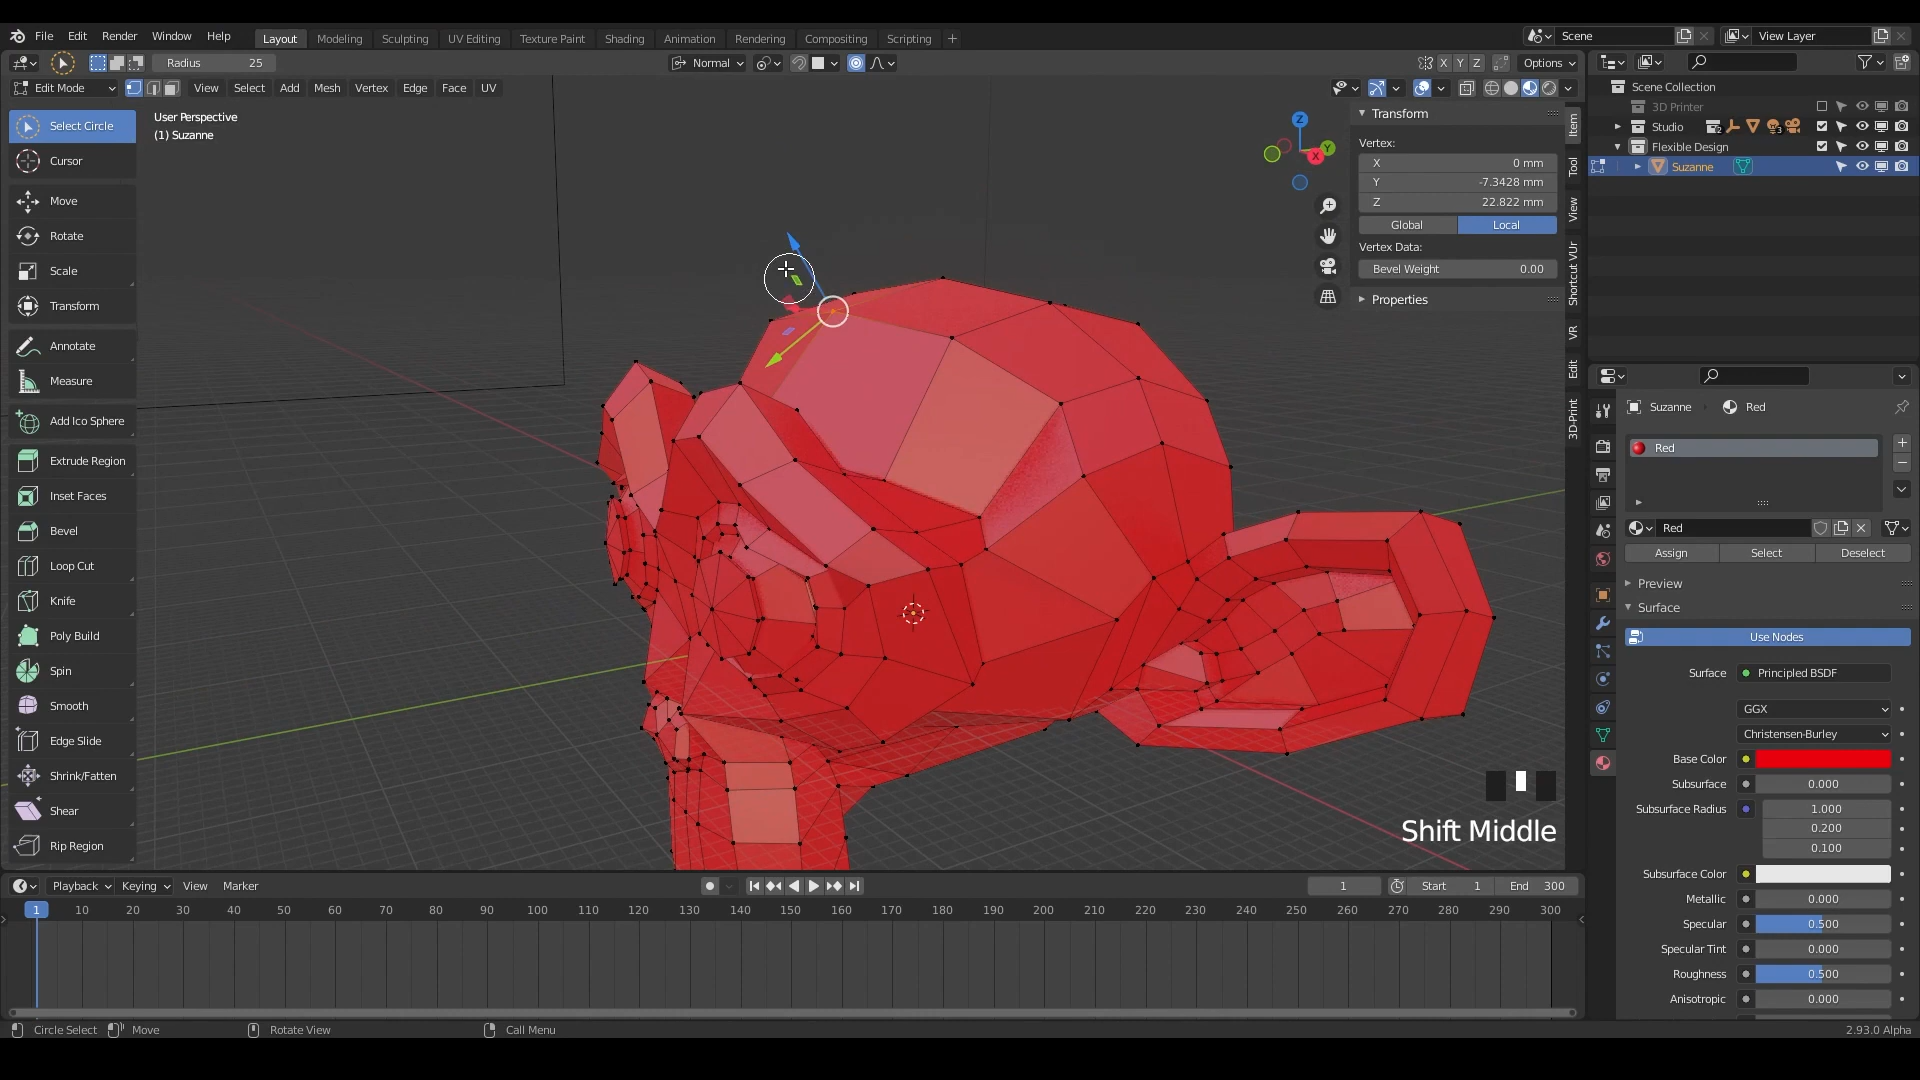 File Edit Render Window Help Layout Modeling Sculpting UV Editing Texture Paint Shading Animation Rendering Compositing Scripting + Scene View Layer
Radius 25 Normal X Y Z Options
Edit Mode View Select Add Mesh Vertex Edge Face UV
User Perspective
(1) Suzanne
Select Circle
Cursor
Move
Rotate
Scale
Transform
Annotate
Measure
Add Ico Sphere
Extrude Region
Inset Faces
Bevel
Loop Cut
Knife
Poly Build
Spin
Smooth
Edge Slide
Shrink/Fatten
Shear
Rip Region
Z
Y
X
Transform
Vertex:
X 0 mm
Y -7.3428 mm
Z 22.822 mm
Global Local
Vertex Data:
Bevel Weight 0.00
Properties
Item
Tool
View
Shortcut VUr
VR
Edit
3D-Print
Shift Middle
Scene Collection
3D Printer
Studio 2 3
Flexible Design
Suzanne
Suzanne Red
Red
Red
Assign Select Deselect
Preview
Surface
Use Nodes
Surface Principled BSDF
GGX
Christensen-Burley
Base Color
Subsurface 0.000
Subsurface Radius 1.000
0.200
0.100
Subsurface Color
Metallic 0.000
Specular 0.500
Specular Tint 0.000
Roughness 0.500
Anisotropic 0.000
Playback Keying View Marker 1 Start 1 End 300
1 10 20 30 40 50 60 70 80 90 100 110 120 130 140 150 160 170 180 190 200 210 220 230 240 250 260 270 280 290 300
Circle Select Move Rotate View Call Menu 2.93.0 Alpha